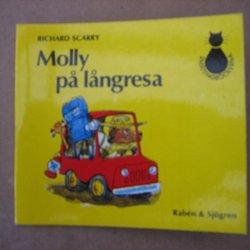 RICHARD SCARRY
Molly
på långresa
Rabén & Sjögren